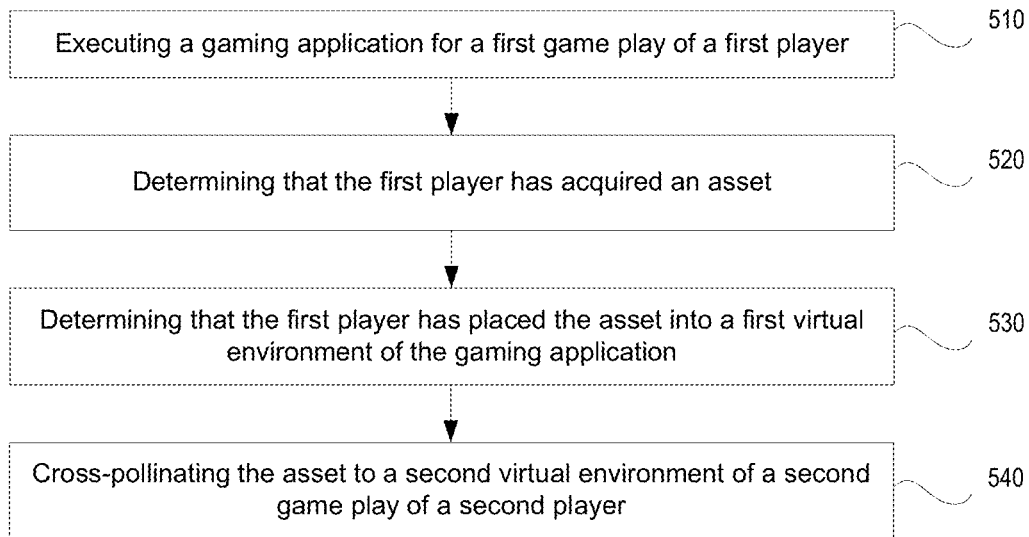 Executing a gaming application for a first game play of a first player
510
Determining that the first player has acquired an asset
520
Determining that the first player has placed the asset into a first virtual
environment of the gaming application
530
Cross-pollinating the asset to a second virtual environment of a second
game play of a second player
540